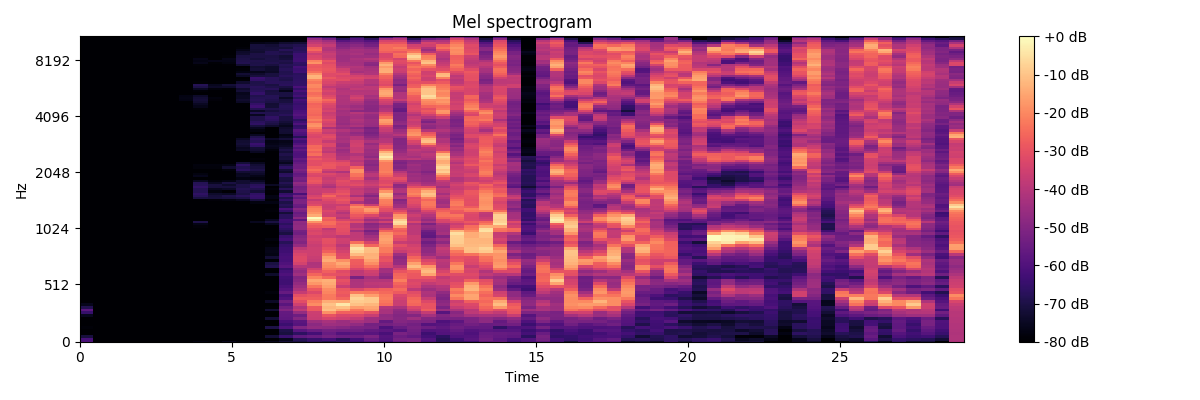 Mel spectrogram
Hz
8192
4096
2048
1024
512
0
0 5 10 15 20 25
Time
+0 dB
-10 dB
-20 dB
-30 dB
-40 dB
-50 dB
-60 dB
-70 dB
-80 dB